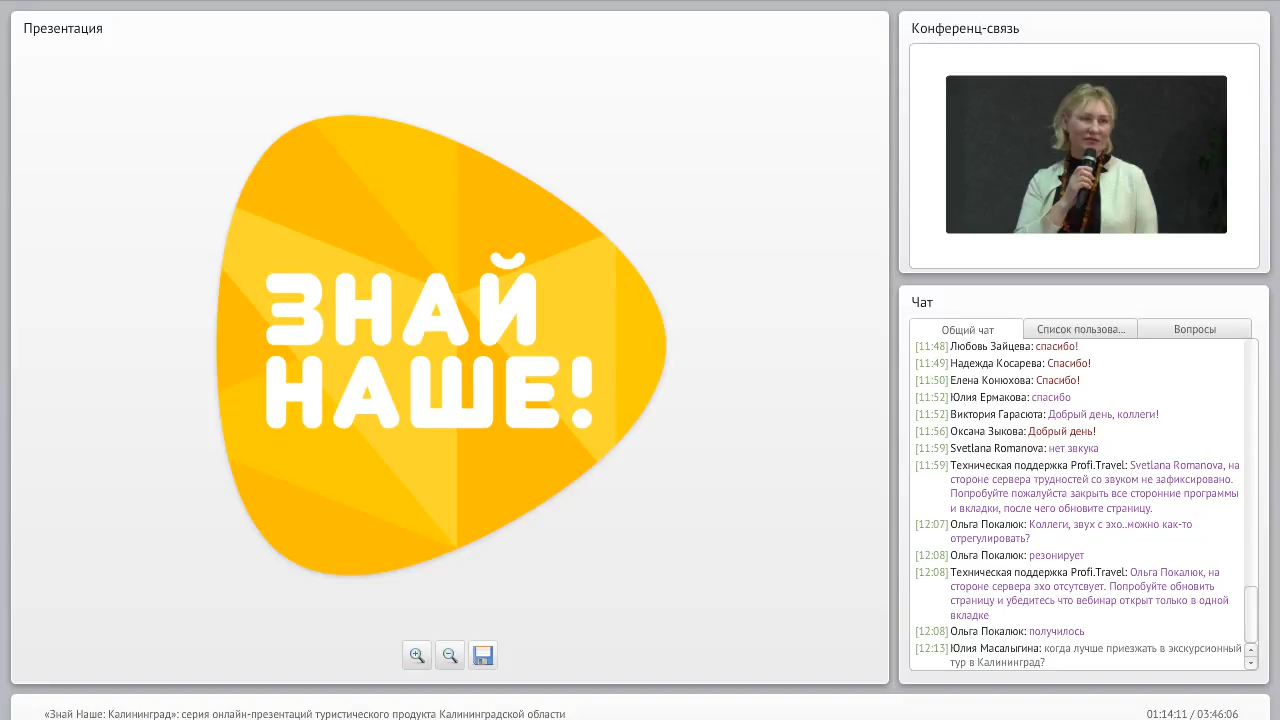 Презентация
ЗНАЙ
НАШЕ!
Конференц-связь
Чат
Общий чат
Список пользова...
Вопросы
[11:48] Любовь Зайцева: спасибо!
[11:49] Надежда Косарева: Спасибо!
[11:50] Елена Конюхова: Спасибо!
[11:52] Юлия Ермакова: спасибо
[11:52] Виктория Гарасюта: Добрый день, коллеги!
[11:56] Оксана Зыкова: Добрый день!
[11:59] Svetlana Romanova: нет звкука
[11:59] Техническая поддержка Profi.Travel: Svetlana Romanova, на
стороне сервера трудностей со звуком не зафиксировано.
Попробуйте пожалуйста закрыть все сторонние программы
и вкладки, после чего обновите страницу.
[12:07] Ольга Покалюк: Коллеги, звух с эхо..можно как-то
отрегулировать?
[12:08] Ольга Покалюк: резонирует
[12:08] Техническая поддержка Profi.Travel: Ольга Покалюк, на
стороне сервера эхо отсутсвует. Попробуйте обновить
страницу и убедитесь что вебинар открыт только в одной
вкладке
[12:08] Ольга Покалюк: получилось
[12:13] Юлия Масалыгина: когда лучше приезжать в экскурсионный
тур в Калининград?
«Знай Наше: Калининград»: серия онлайн-презентаций туристического продукта Калининградской области
01:14:11 / 03:46:06